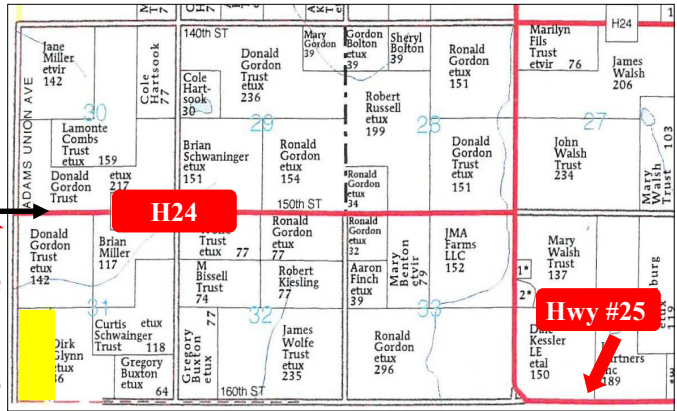 140th ST
H24
1
Jane
Miller
etvir
142
Cole
Hartsook
77
30
Lamonte
Combs
Trust
etux 159
Donald etux
Gordon 217
Trust
ADAMS UNION AVE
Cole
Hart-
sook
30
Donald
Gordon
Trust
etux
236
Mary
Gordon
39
29
Brian
Schwaninger
etux
151
Ronald
Gordon
etux
154
Gordon
Bolton
etux
39
Sheryl
Bolton
39
Robert
Russell
etux
199
Ronald
Gordon
etux
34
28
Ronald
Gordon
etux
151
Donald
Gordon
Trust
etux
151
Marilyn
Fils
Trust
etvir 76
James
Walsh
206
27
John
Walsh
Trust
234
Mary
Walsh
Trust
103
150th ST
H24
Donald
Gordon
Trust
etux
142
Brian
Miller
117
31
Curtis etux
Schwainger
Trust 118
Dirk
Glynn
etux
Gregory
Buxton
etux
64
etux 77
M
Bissell
Trust
74
Gregory
Buxton
etux 77
32
Ronald
Gordon
etux
77
Robert
Kiesling
77
James
Wolfe
Trust
etux
235
160th ST
Ronald
Gordon
etux
32
Aaron
Finch
etux
39
Mary
Benton
etvir
79
33
JMA
Farms
LLC
152
Ronald
Gordon
etux
296
1*
2*
Mary
Walsh
Trust
137
burg
etux
119
Hwy #25
Kessler
LE
etal
150
189
*3